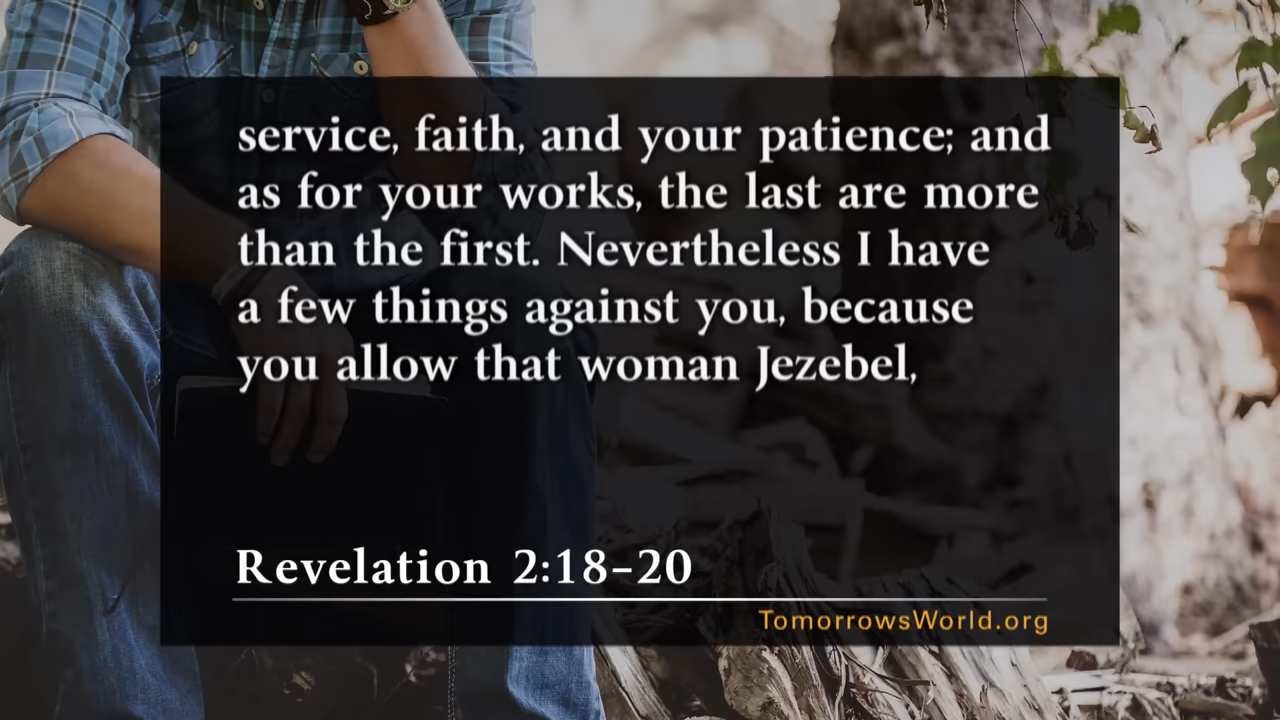 service, faith, and your patience; and
as for your works, the last are more
than the first. Nevertheless I have
a few things against you, because
you allow that woman Jezebel,
Revelation 2:18–20
TomorrowsWorld.org